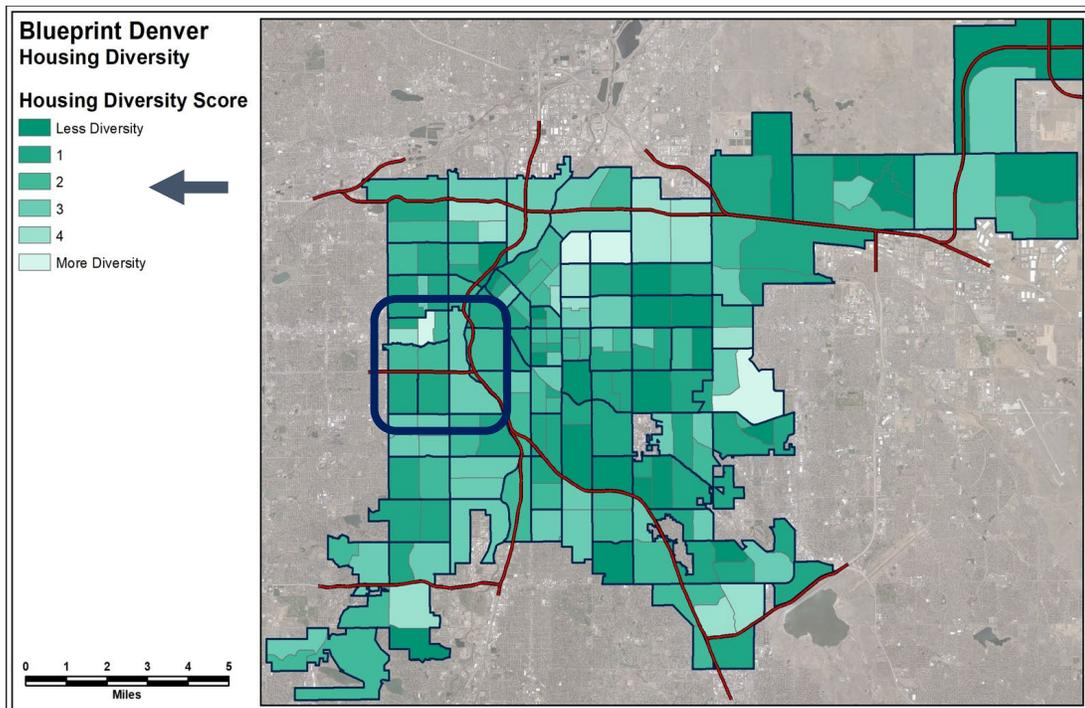 Blueprint Denver
Housing Diversity
Housing Diversity Score
Less Diversity
1
2
3
4
More Diversity
0 1 2 3 4 5
Miles